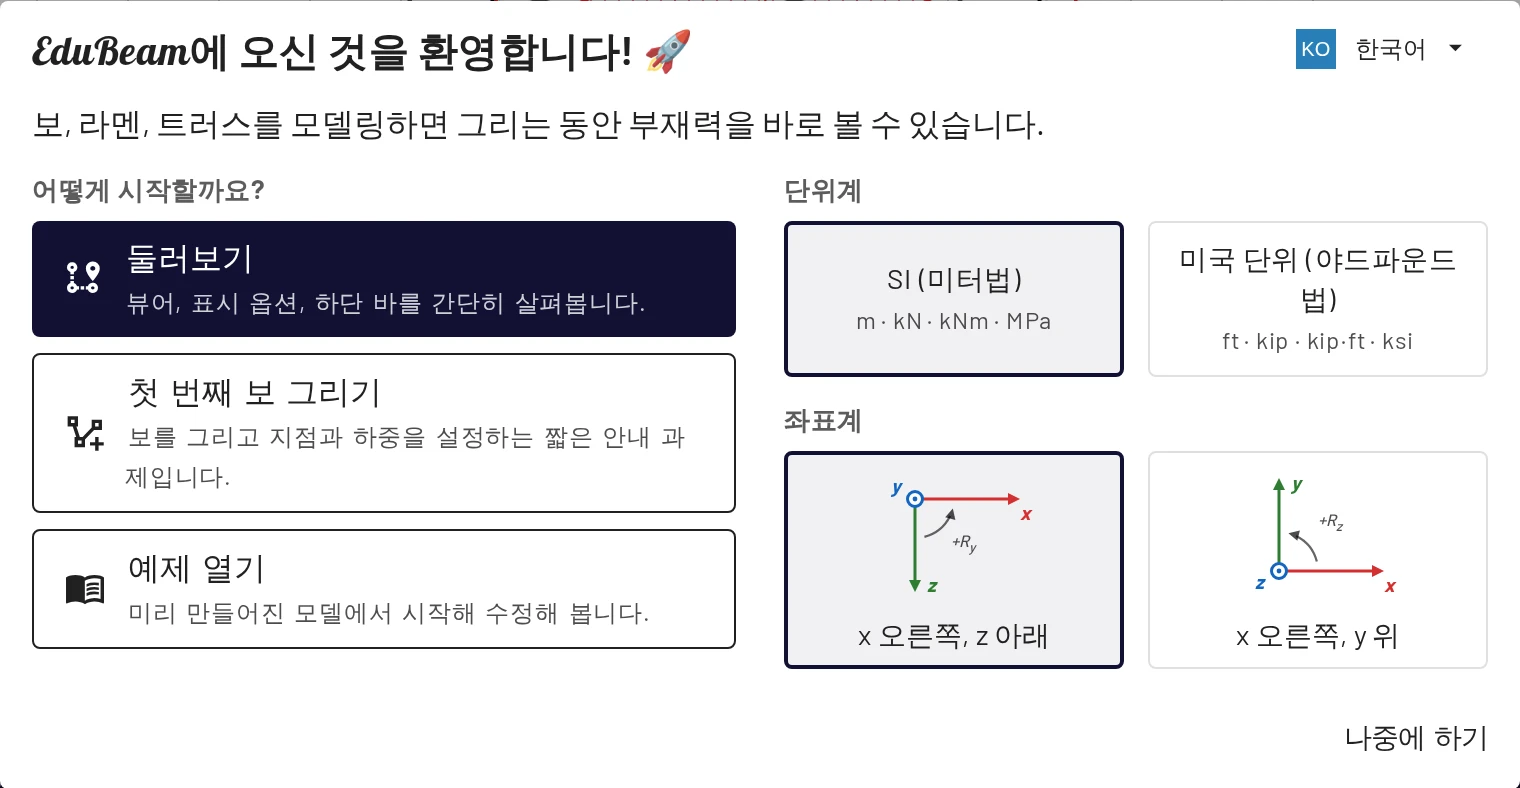 EduBeam에 오신 것을 환영합니다! 🚀
KO 한국어
보, 라멘, 트러스를 모델링하면 그리는 동안 부재력을 바로 볼 수 있습니다.
어떻게 시작할까요?
둘러보기
뷰어, 표시 옵션, 하단 바를 간단히 살펴봅니다.
첫 번째 보 그리기
보를 그리고 지점과 하중을 설정하는 짧은 안내 과
제입니다.
예제 열기
미리 만들어진 모델에서 시작해 수정해 봅니다.
단위계
SI (미터법)
m · kN · kNm · MPa
미국 단위 (야드파운드
법)
ft · kip · kip·ft · ksi
좌표계
y
x
+Ry
z
x 오른쪽, z 아래
y
+Rz
z
x
x 오른쪽, y 위
나중에 하기